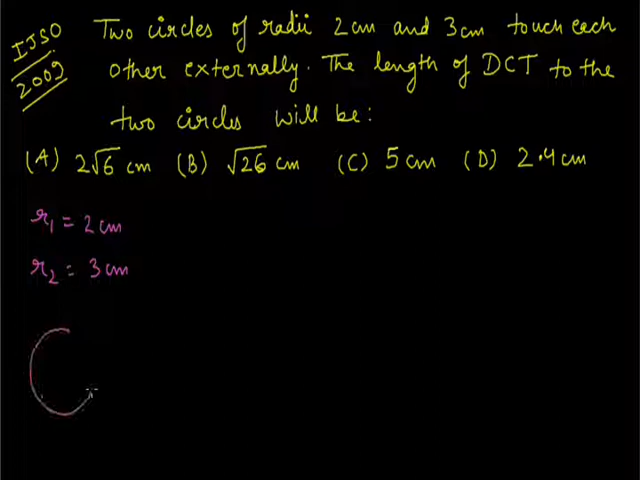 IJSO
2009
Two circles of radii 2cm and 3cm touch each
other externally. The length of DCT to the
two circles will be:
(A) 2√6 cm (B) √26 cm (C) 5 cm (D) 2.4 cm
r₁ = 2 cm
r₂ = 3 cm